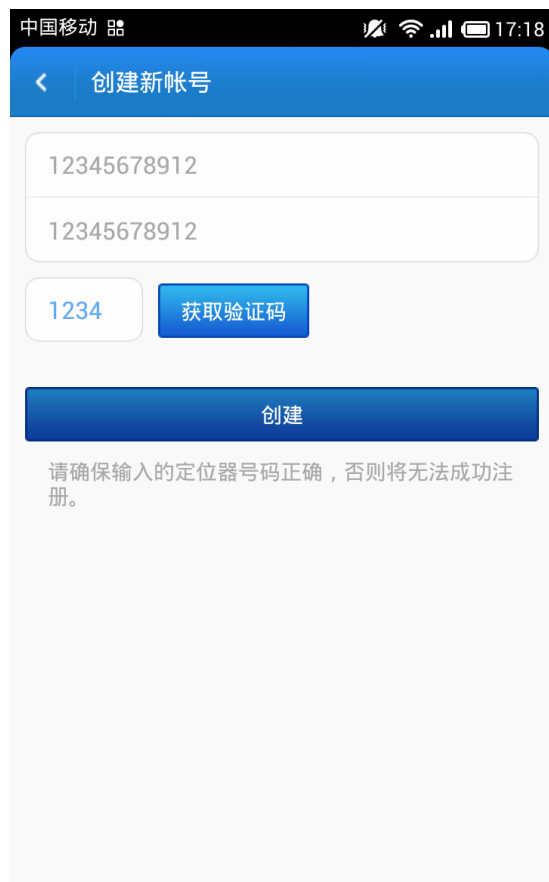 中国移动 17:18
创建新帐号
12345678912
12345678912
1234 获取验证码
创建
请确保输入的定位器号码正确，否则将无法成功注
册。